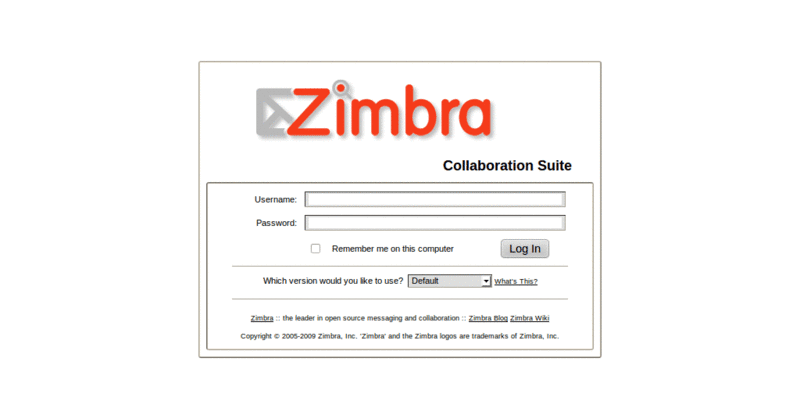 Zimbra
Collaboration Suite
Username:
Password:
Remember me on this computer Log In
Which version would you like to use? Default What's This?
Zimbra :: the leader in open source messaging and collaboration :: Zimbra Blog Zimbra Wiki
Copyright © 2005-2009 Zimbra, Inc. 'Zimbra' and the Zimbra logos are trademarks of Zimbra, Inc.